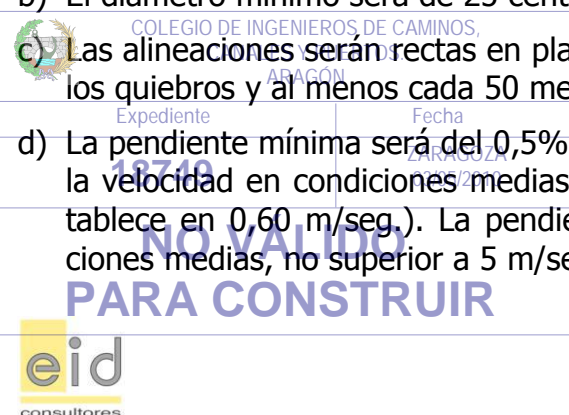 b) El diámetro mínimo será de 25 cent
COLEGIO DE INGENIEROS DE CAMINOS,
c) Las alineaciones serán rectas en pla
ARAGÓN
ios quiebros y al menos cada 50 me
Expediente Fecha
d) La pendiente mínima será del 0,5%
ZARAGOZA
18749
la velocidad en condiciones medias
tablece en 0,60 m/seg.). La pendie
NO VÁLIDO
ciones medias, no superior a 5 m/se
PARA CONSTRUIR
eid
consultores